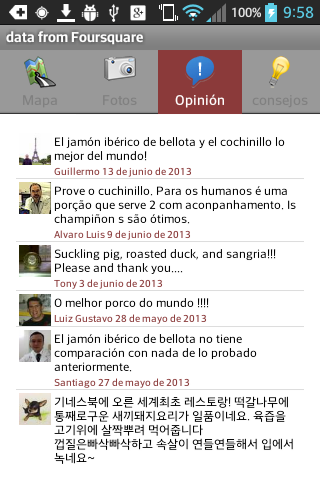 100% 9:58
data from Foursquare
Mapa Fotos Opinión consejos
El jamón ibérico de bellota y el cochinillo lo
mejor del mundo!
Guillermo 13 de junio de 2013
Prove o cuchinillo. Para os humanos é uma
porção que serve 2 com aconpanhamento. Is
champiñon s são ótimos.
Alvaro Luis 9 de junio de 2013
Suckling pig, roasted duck, and sangria!!!
Please and thank you....
Tony 3 de junio de 2013
O melhor porco do mundo !!!!
Luiz Gustavo 28 de mayo de 2013
El jamón ibérico de bellota no tiene
comparación con nada de lo probado
anteriormente.
Santiago 27 de mayo de 2013
기네스북에 오른 세계최초 레스토랑! 떡갈나무에
통째로구운 새끼돼지요리가 일품이네요. 육즙을
고기위에 살짝뿌려 먹어줍니다
껍질은빠삭빠삭하고 속살이 연들연들해서 입에서
녹네요~